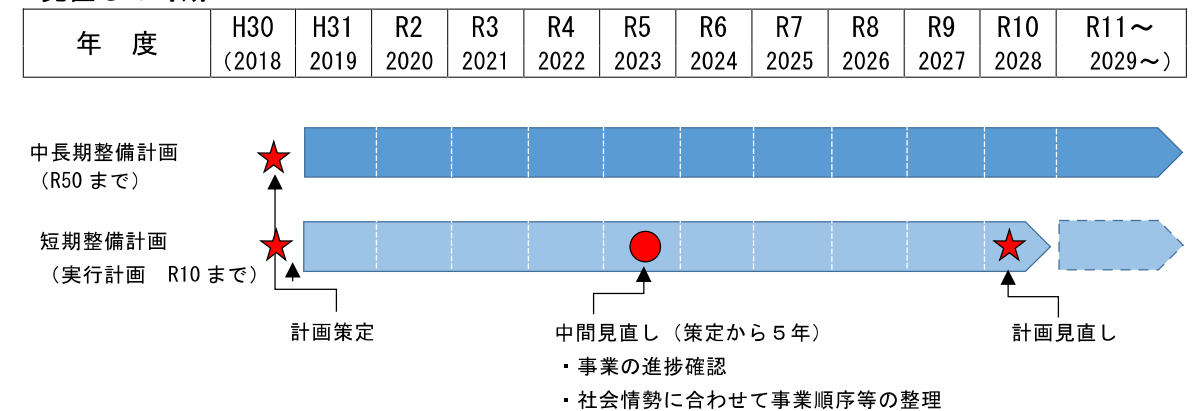 年　度 H30 H31 R2 R3 R4 R5 R6 R7 R8 R9 R10 R11～
(2018 2019 2020 2021 2022 2023 2024 2025 2026 2027 2028 2029～)
中長期整備計画
（R50 まで）
短期整備計画
（実行計画　R10 まで）
計画策定
中間見直し（策定から５年）
計画見直し
・事業の進捗確認
・社会情勢に合わせて事業順序等の整理